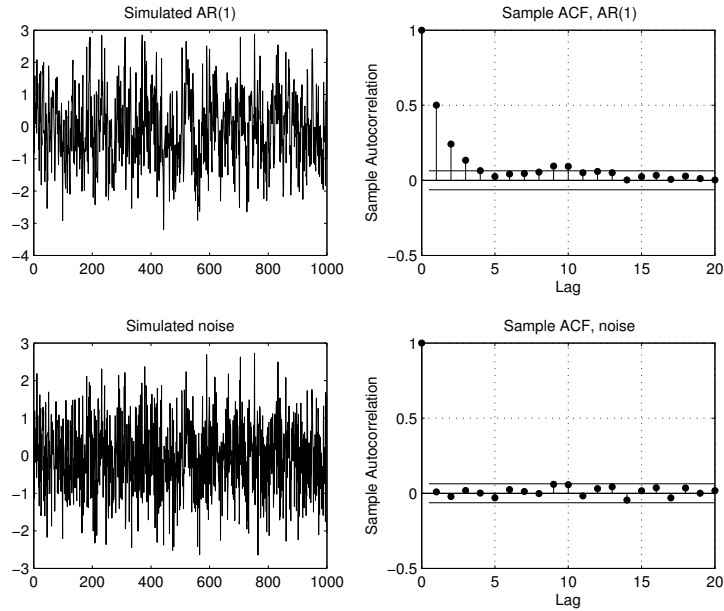 Simulated AR(1)
3
2
1
0
−1
−2
−3
−4
0 200 400 600 800 1000
Sample ACF, AR(1)
Sample Autocorrelation
1
0.5
0
−0.5
0 5 10 15 20
Lag
Simulated noise
3
2
1
0
−1
−2
−3
0 200 400 600 800 1000
Sample ACF, noise
Sample Autocorrelation
1
0.5
0
−0.5
0 5 10 15 20
Lag